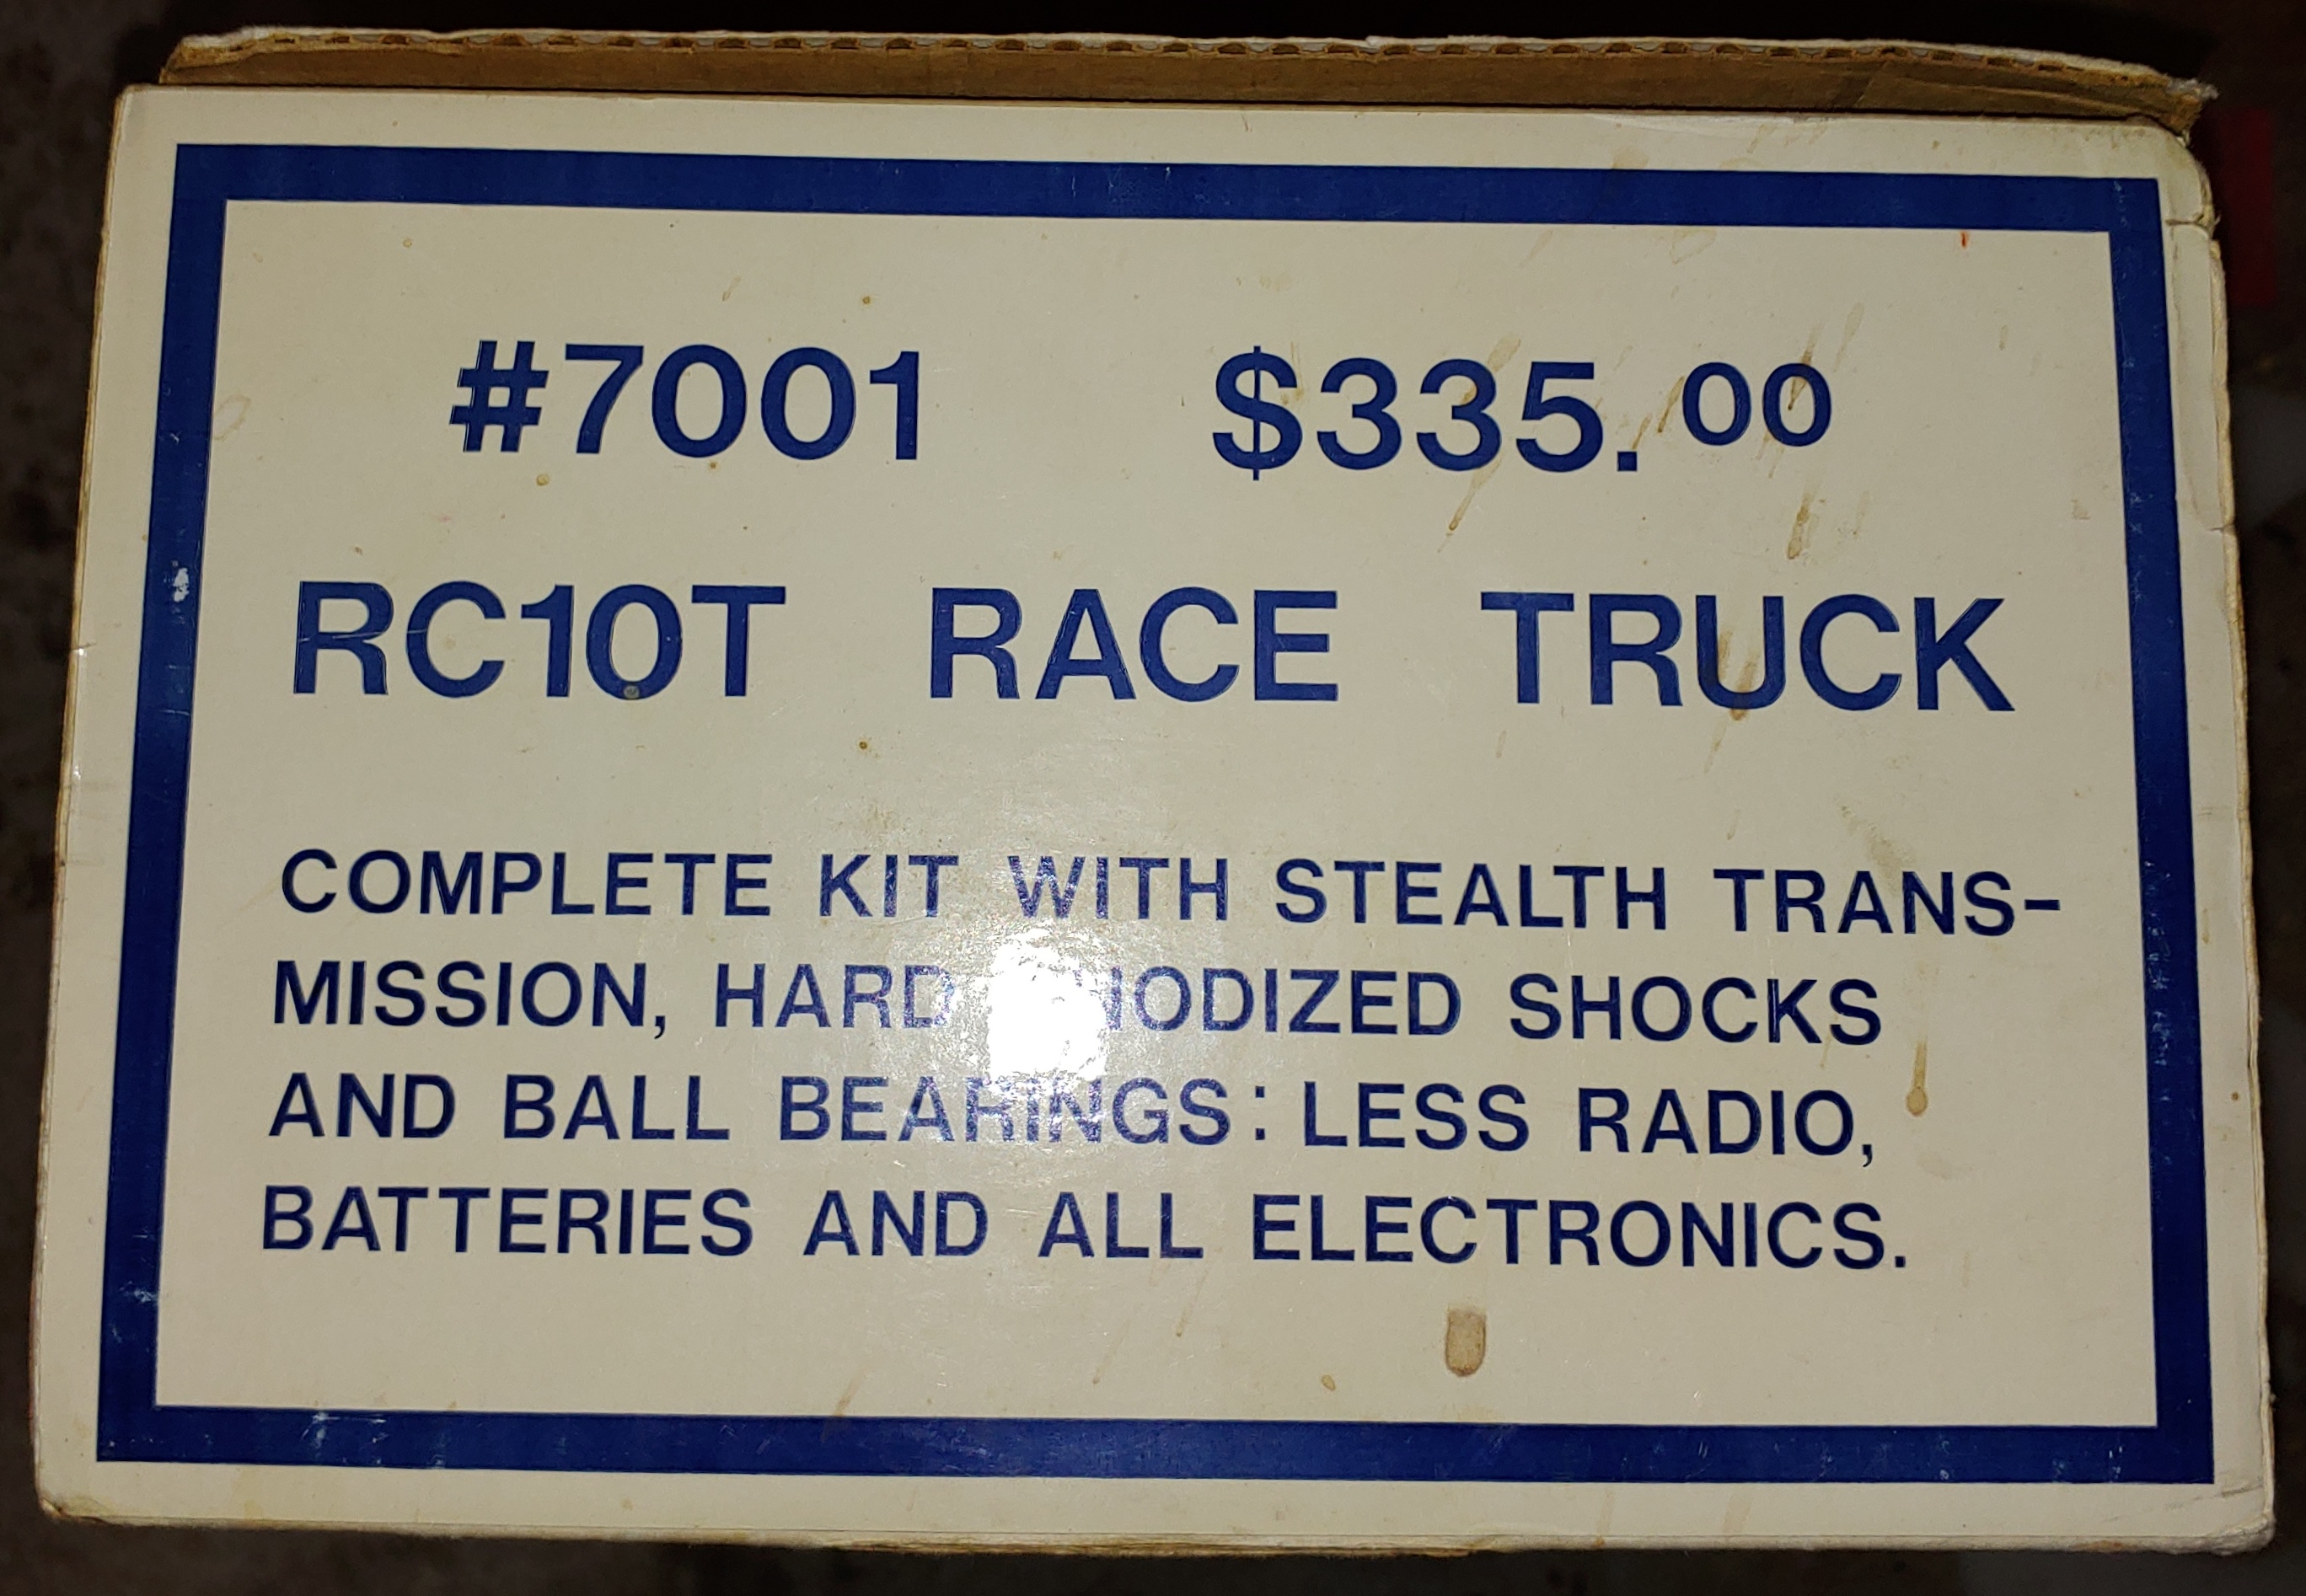 #7001 $335.00
RC10T RACE TRUCK
COMPLETE KIT WITH STEALTH TRANS-
MISSION, HARD ANODIZED SHOCKS
AND BALL BEARINGS: LESS RADIO,
BATTERIES AND ALL ELECTRONICS.